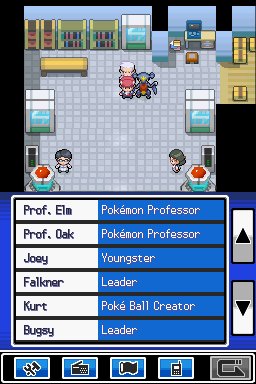 Prof. Elm Pokémon Professor
Prof. Oak Pokémon Professor
Joey Youngster
Falkner Leader
Kurt Poké Ball Creator
Bugsy Leader